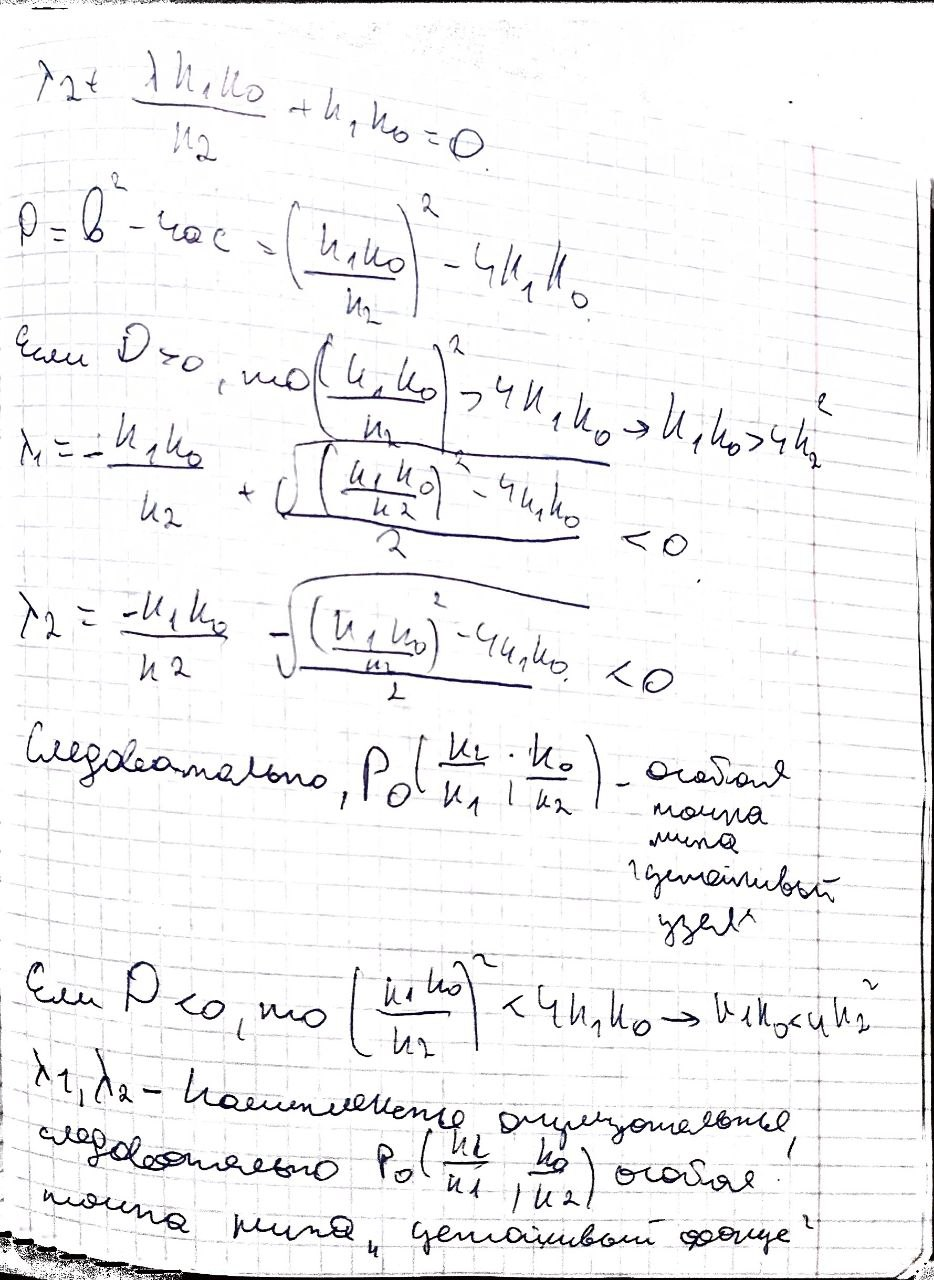 λ2 + λK1K0/K2 + K1K0 = 0
D = b² - 4ac = (K1K0/K2)² - 4K1K0
Если D>0, то (K1K0/K2)² > 4K1K0 → K1K0 > 4K2²
λ1 = -K1K0/K2 + √((K1K0/K2)² - 4K1K0)/2 < 0
λ2 = -K1K0/K2 - √((K1K0/K2)² - 4K1K0)/2 < 0
Следовательно, P0(K2/K1, K0/K2) - особая
точка
типа
"устойчивый
узел"
Если D<0, то (K1K0/K2)² < 4K1K0 → K1K0 < 4K2²
λ1, λ2 - комплексные отрицательные,
следовательно P0(K2/K1, K0/K2) особая
точка типа "устойчивый фокус"